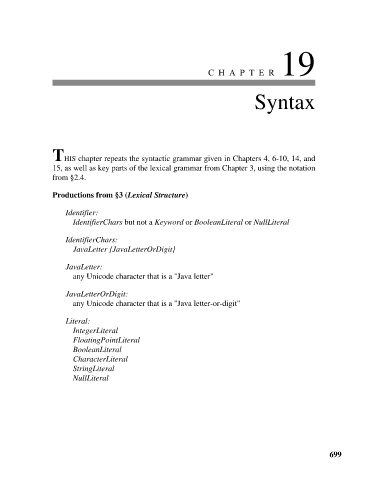 CHAPTER 19
Syntax
THIS chapter repeats the syntactic grammar given in Chapters 4, 6-10, 14, and
15, as well as key parts of the lexical grammar from Chapter 3, using the notation
from §2.4.
Productions from §3 (Lexical Structure)
Identifier:
IdentifierChars but not a Keyword or BooleanLiteral or NullLiteral
IdentifierChars:
JavaLetter {JavaLetterOrDigit}
JavaLetter:
any Unicode character that is a "Java letter"
JavaLetterOrDigit:
any Unicode character that is a "Java letter-or-digit"
Literal:
IntegerLiteral
FloatingPointLiteral
BooleanLiteral
CharacterLiteral
StringLiteral
NullLiteral
699